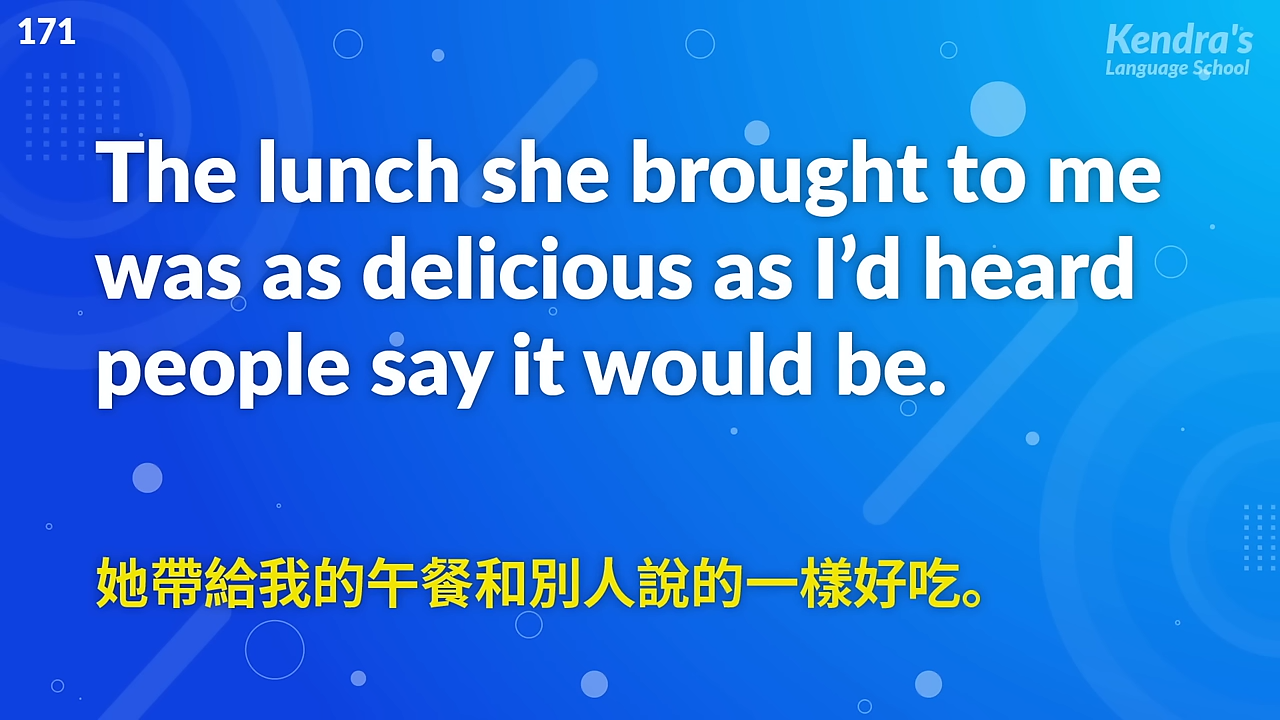 171
Kendra's
Language School
The lunch she brought to me
was as delicious as I’d heard
people say it would be.
她帶給我的午餐和別人說的一樣好吃。